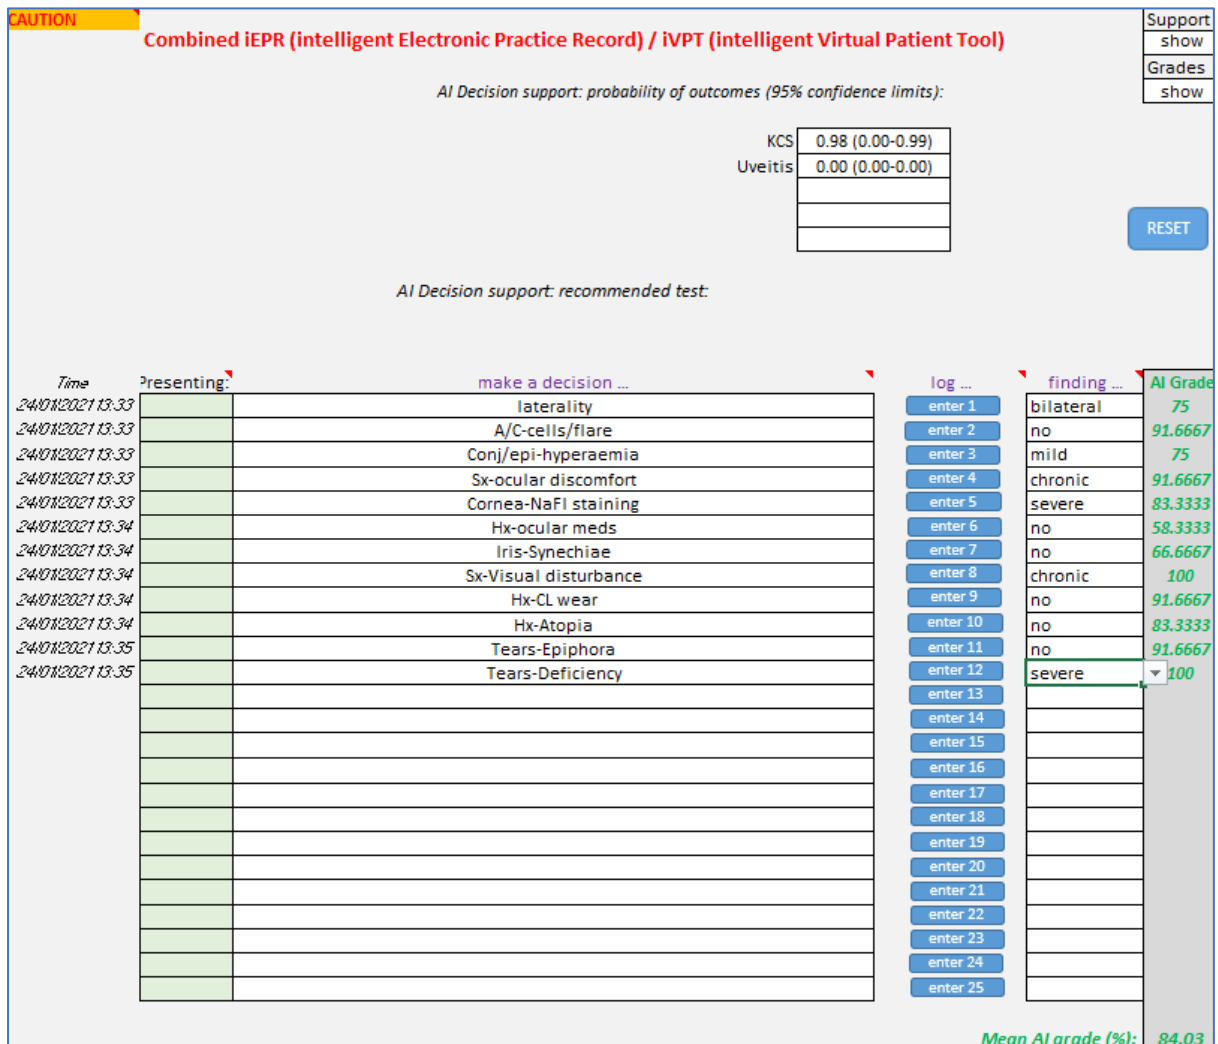 CAUTION
Support
Combined iEPR (intelligent Electronic Practice Record) / iVPT (intelligent Virtual Patient Tool)
show
Grades
AI Decision support: probability of outcomes (95% confidence limits):
show
KCS 0.98 (0.00-0.99)
Uveitis 0.00 (0.00-0.00)
RESET
AI Decision support: recommended test:
Time Presenting: make a decision ... log ... finding ... AI Grade
24/01/2021 13:33 laterality enter 1 bilateral 75
24/01/2021 13:33 A/C-cells/flare enter 2 no 91.6667
24/01/2021 13:33 Conj/epi-hyperaemia enter 3 mild 75
24/01/2021 13:33 Sx-ocular discomfort enter 4 chronic 91.6667
24/01/2021 13:33 Cornea-NaFl staining enter 5 severe 83.3333
24/01/2021 13:34 Hx-ocular meds enter 6 no 58.3333
24/01/2021 13:34 Iris-Synechiae enter 7 no 66.6667
24/01/2021 13:34 Sx-Visual disturbance enter 8 chronic 100
24/01/2021 13:34 Hx-CL wear enter 9 no 91.6667
24/01/2021 13:34 Hx-Atopia enter 10 no 83.3333
24/01/2021 13:35 Tears-Epiphora enter 11 no 91.6667
24/01/2021 13:35 Tears-Deficiency enter 12 severe 100
enter 13
enter 14
enter 15
enter 16
enter 17
enter 18
enter 19
enter 20
enter 21
enter 22
enter 23
enter 24
enter 25
Mean AI grade (%): 84.03